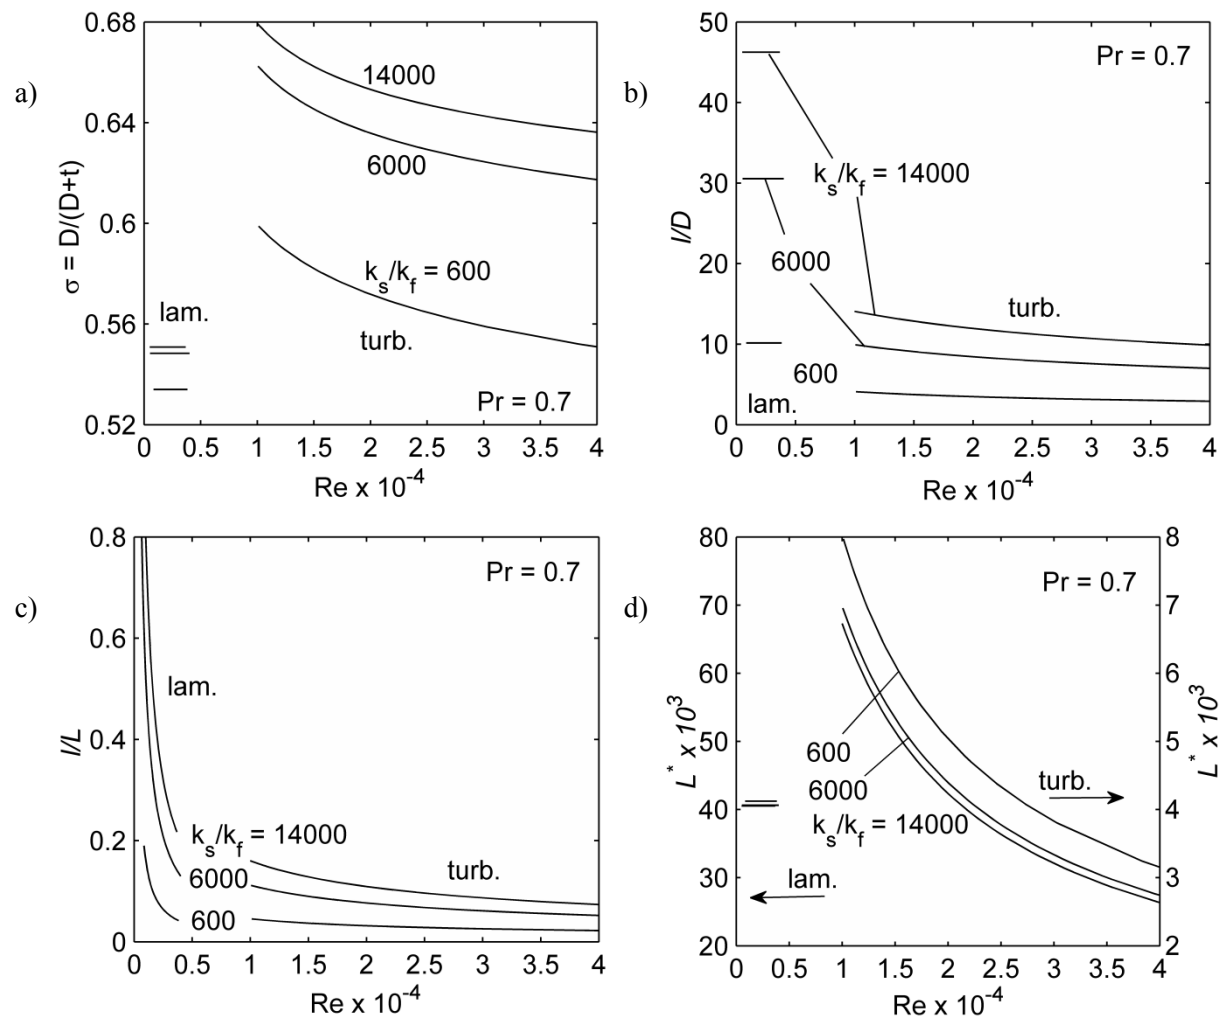 a)
0.68
0.64
0.6
0.56
0.52
σ = D/(D+t)
14000
6000
k_s/k_f = 600
lam.
turb.
Pr = 0.7
0 0.5 1 1.5 2 2.5 3 3.5 4
Re x 10^-4
b)
50
40
30
20
10
0
l/D
Pr = 0.7
k_s/k_f = 14000
6000
turb.
600
lam.
0 0.5 1 1.5 2 2.5 3 3.5 4
Re x 10^-4
c)
0.8
0.6
0.4
0.2
0
l/L
Pr = 0.7
lam.
k_s/k_f = 14000
turb.
6000
600
0 0.5 1 1.5 2 2.5 3 3.5 4
Re x 10^-4
d)
80
70
60
50
40
30
20
L* x 10^3
Pr = 0.7
600
6000
turb.
k_s/k_f = 14000
lam.
8
7
6
5
4
3
2
L* x 10^3
0 0.5 1 1.5 2 2.5 3 3.5 4
Re x 10^-4